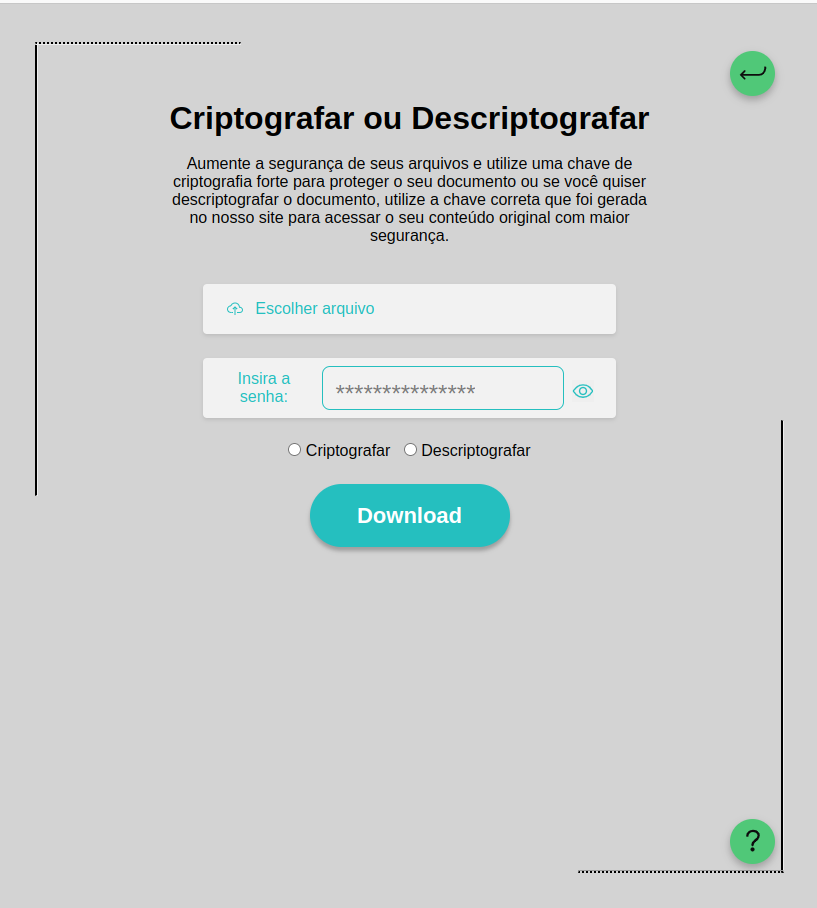 Criptografar ou Descriptografar
Aumente a segurança de seus arquivos e utilize uma chave de
criptografia forte para proteger o seu documento ou se você quiser
descriptografar o documento, utilize a chave correta que foi gerada
no nosso site para acessar o seu conteúdo original com maior
segurança.
Escolher arquivo
Insira a
senha:
***************
Criptografar Descriptografar
Download
?